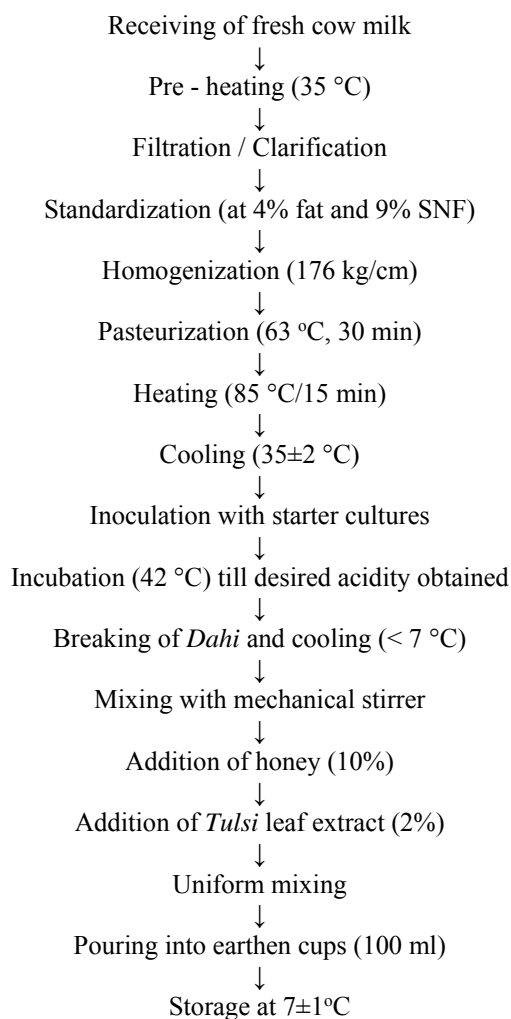 Receiving of fresh cow milk
↓
Pre - heating (35 °C)
↓
Filtration / Clarification
↓
Standardization (at 4% fat and 9% SNF)
↓
Homogenization (176 kg/cm)
↓
Pasteurization (63 °C, 30 min)
↓
Heating (85 °C/15 min)
↓
Cooling (35±2 °C)
↓
Inoculation with starter cultures
↓
Incubation (42 °C) till desired acidity obtained
↓
Breaking of Dahi and cooling (< 7 °C)
↓
Mixing with mechanical stirrer
↓
Addition of honey (10%)
↓
Addition of Tulsi leaf extract (2%)
↓
Uniform mixing
↓
Pouring into earthen cups (100 ml)
↓
Storage at 7±1°C